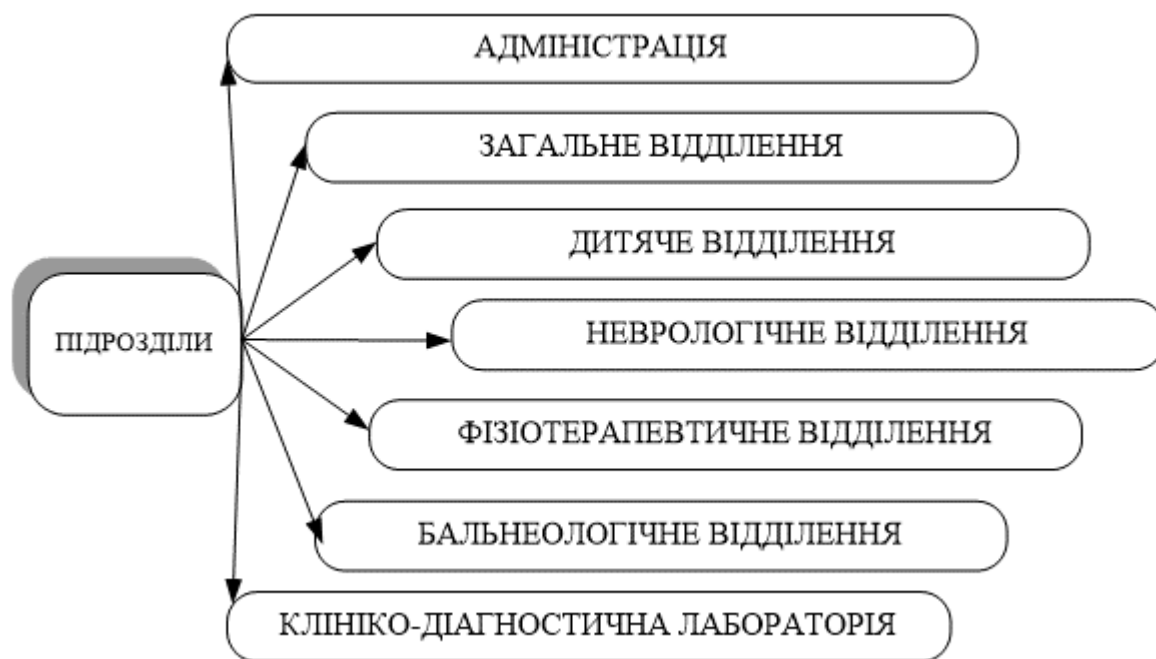 АДМІНІСТРАЦІЯ
ЗАГАЛЬНЕ ВІДДІЛЕННЯ
ДИТЯЧЕ ВІДДІЛЕННЯ
ПІДРОЗДІЛИ
НЕВРОЛОГІЧНЕ ВІДДІЛЕННЯ
ФІЗІОТЕРАПЕВТИЧНЕ ВІДДІЛЕННЯ
БАЛЬНЕОЛОГІЧНЕ ВІДДІЛЕННЯ
КЛІНІКО-ДІАГНОСТИЧНА ЛАБОРАТОРІЯ